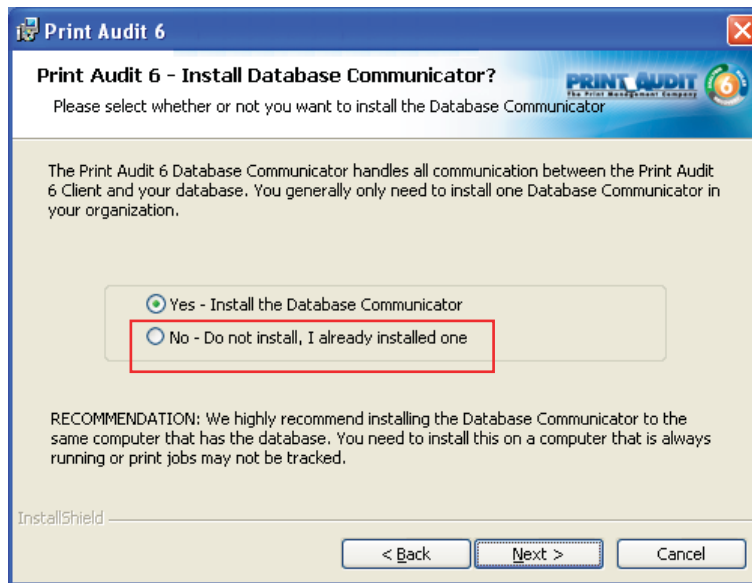 Print Audit 6
Print Audit 6 - Install Database Communicator?
Please select whether or not you want to install the Database Communicator
PRINT AUDIT 6
The Print Management Company
The Print Audit 6 Database Communicator handles all communication between the Print Audit
6 Client and your database. You generally only need to install one Database Communicator in
your organization.
Yes - Install the Database Communicator
No - Do not install, I already installed one
RECOMMENDATION: We highly recommend installing the Database Communicator to the
same computer that has the database. You need to install this on a computer that is always
running or print jobs may not be tracked.
InstallShield
< Back Next > Cancel